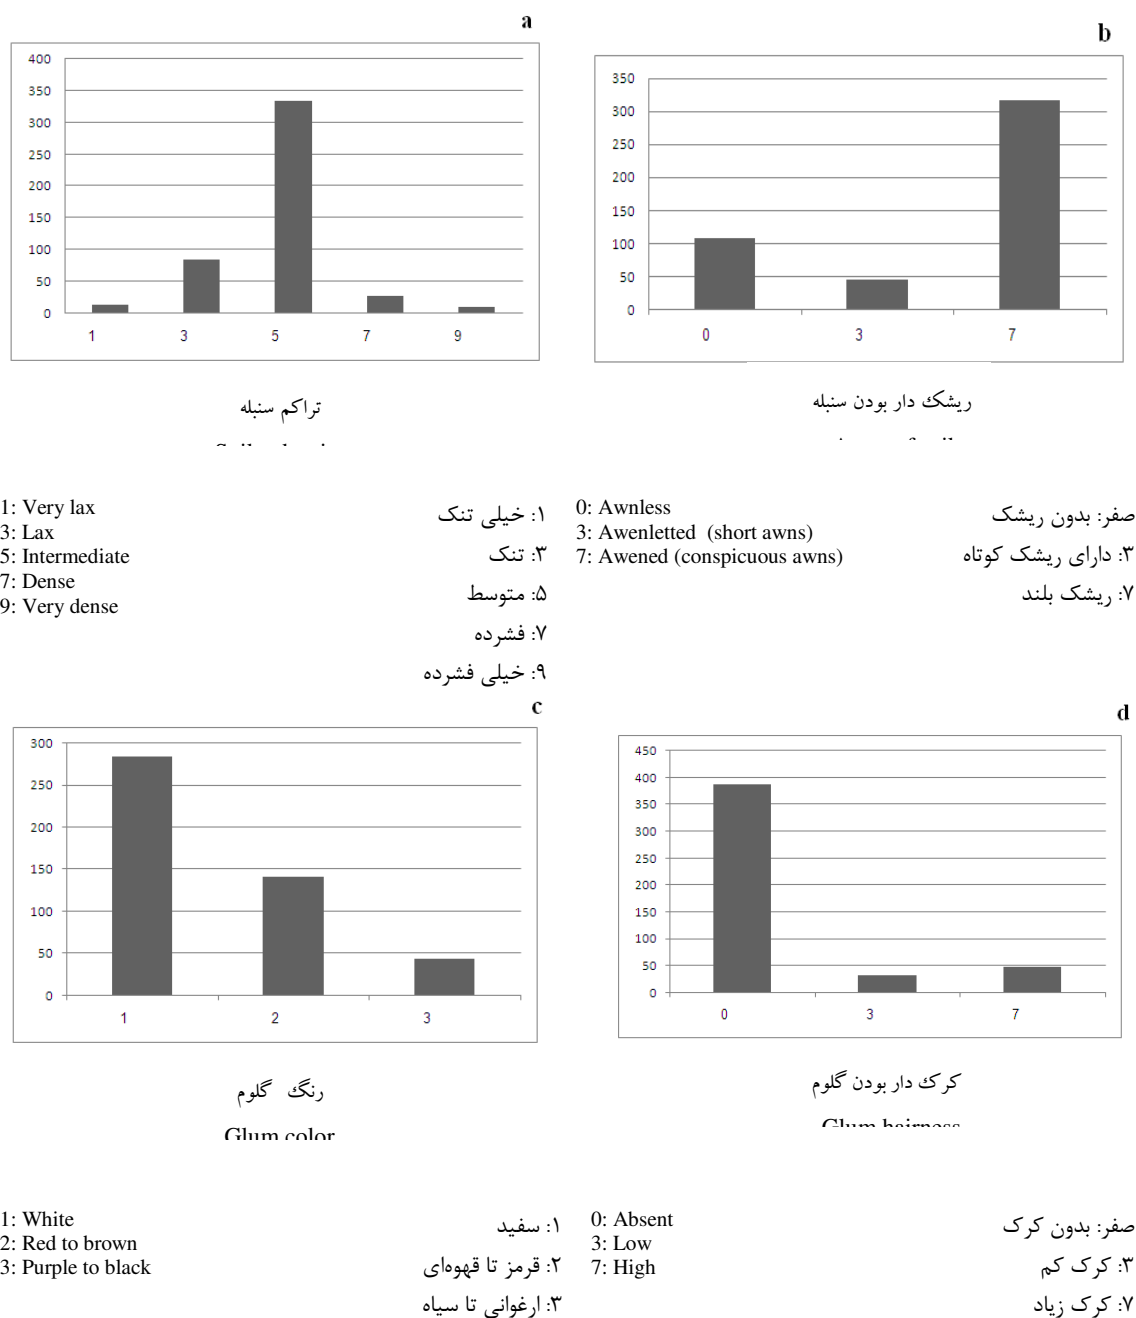 a
400
350
300
250
200
150
100
50
0
1 3 5 7 9
تراکم سنبله
b
350
300
250
200
150
100
50
0
0 3 7
ریشک دار بودن سنبله
1: Very lax
3: Lax
5: Intermediate
7: Dense
9: Very dense
۱: خیلی تنک
۳: تنک
۵: متوسط
۷: فشرده
۹: خیلی فشرده
0: Awnless
3: Awenletted (short awns)
7: Awened (conspicuous awns)
صفر: بدون ریشک
۳: دارای ریشک کوتاه
۷: ریشک بلند
c
300
250
200
150
100
50
0
1 2 3
رنگ گلوم
Glum color
d
450
400
350
300
250
200
150
100
50
0
0 3 7
کرک دار بودن گلوم
Glum hairness
1: White
2: Red to brown
3: Purple to black
۱: سفید
۲: قرمز تا قهوه‌ای
۳: ارغوانی تا سیاه
0: Absent
3: Low
7: High
صفر: بدون کرک
۳: کرک کم
۷: کرک زیاد